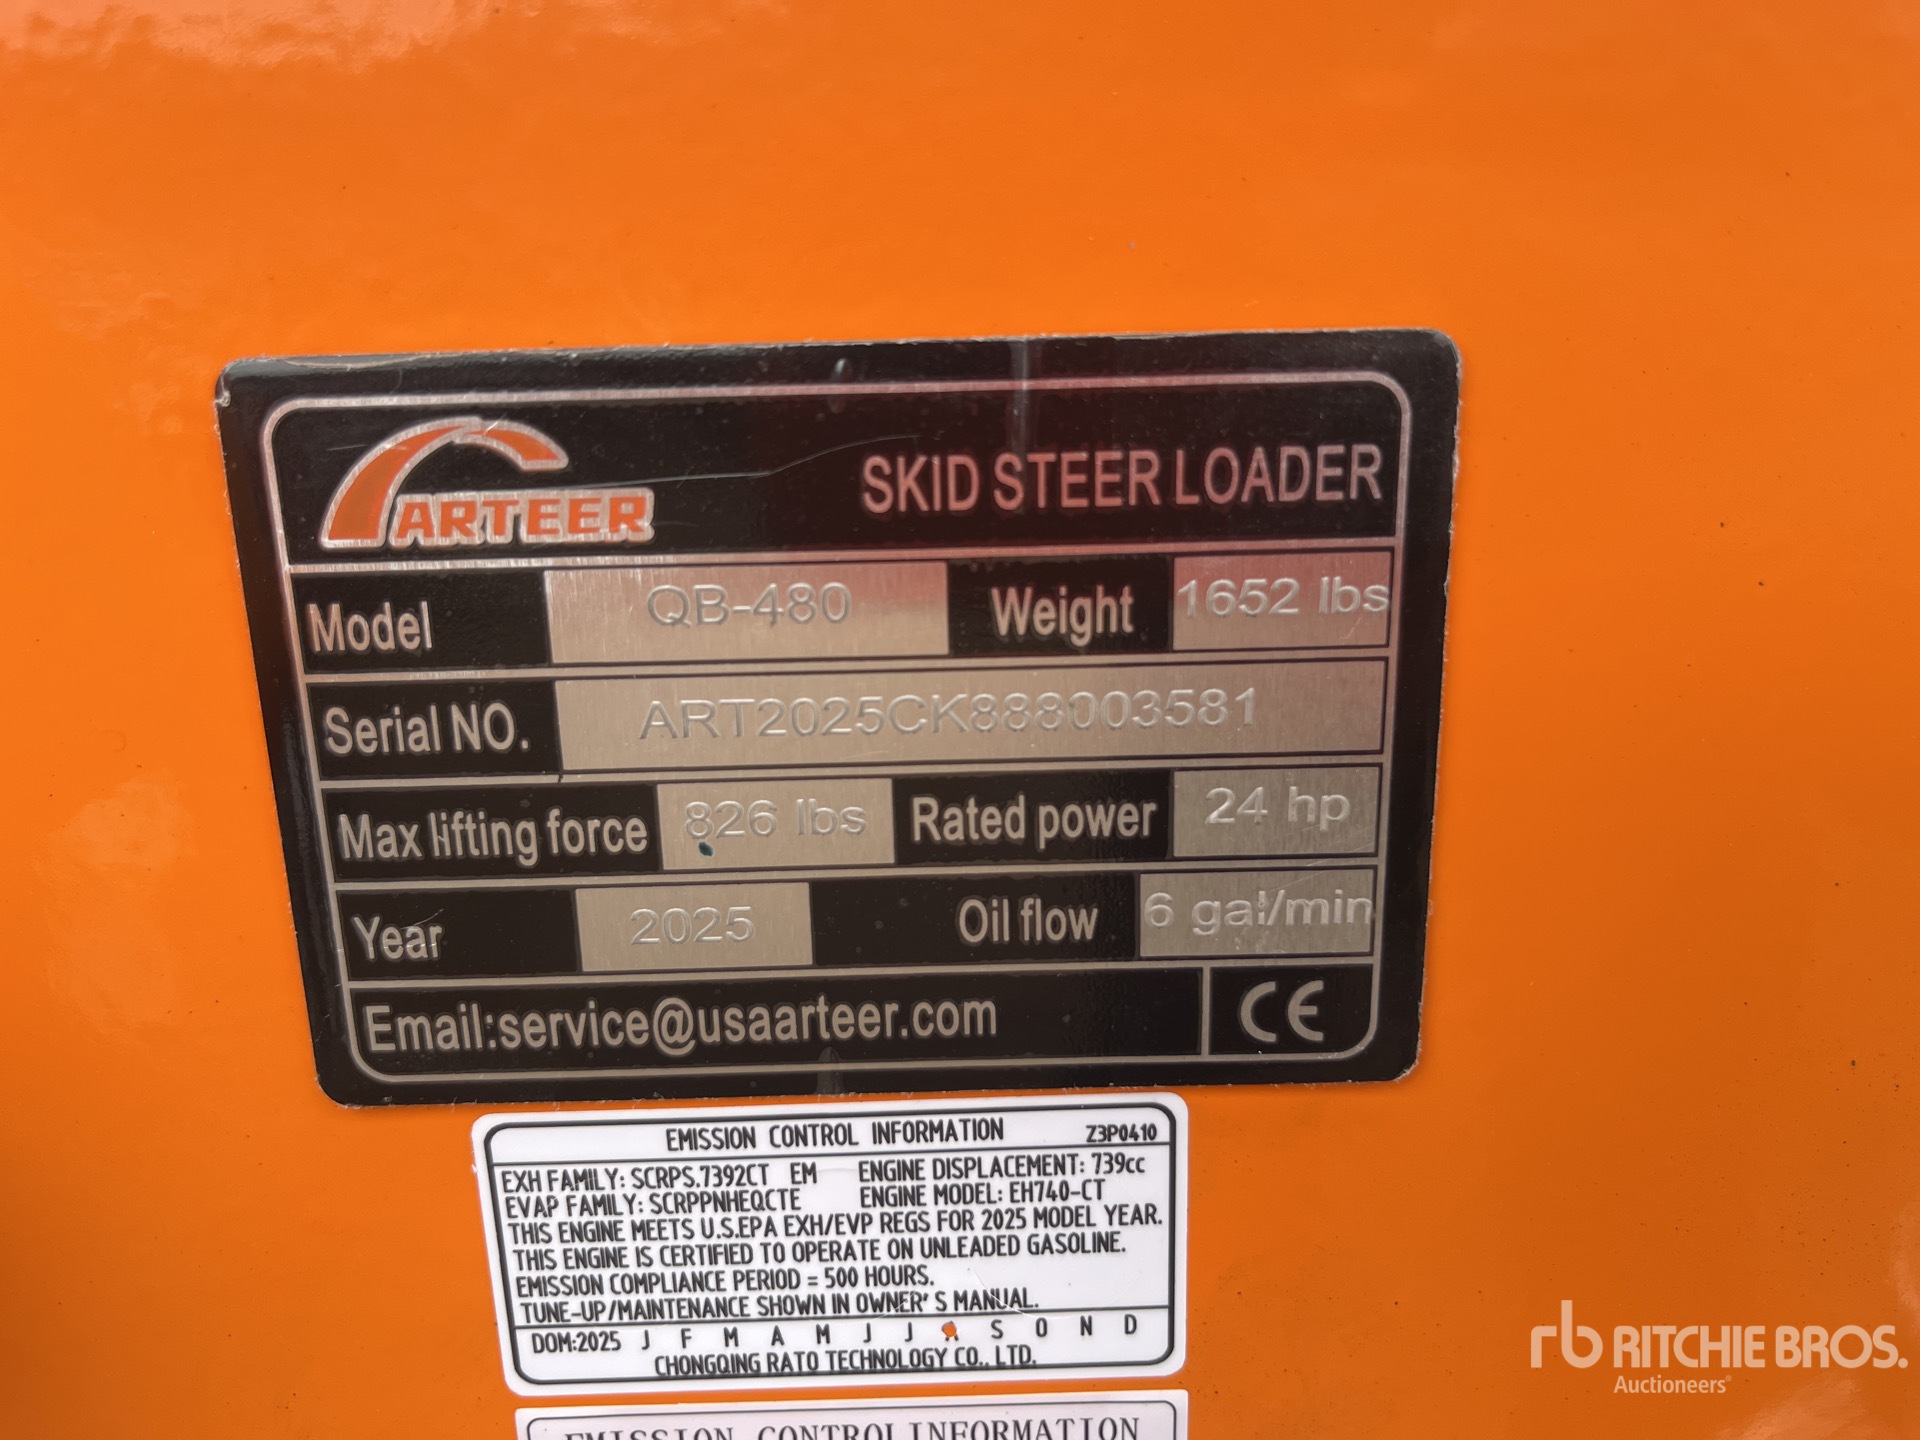 ARTEER
SKID STEER LOADER
Model QB-480 Weight 1652 lbs
Serial NO. ART2025CK888003581
Max lifting force 826 lbs Rated power 24 hp
Year 2025 Oil flow 6 gal/min
Email:service@usaarteer.com CE
EMISSION CONTROL INFORMATION Z3P0410
EXH FAMILY: SCRPS.7392CT EM ENGINE DISPLACEMENT: 739cc
EVAP FAMILY: SCRPPNHEQCTE ENGINE MODEL: EH740-CT
THIS ENGINE MEETS U.S.EPA EXH/EVP REGS FOR 2025 MODEL YEAR.
THIS ENGINE IS CERTIFIED TO OPERATE ON UNLEADED GASOLINE.
EMISSION COMPLIANCE PERIOD = 500 HOURS.
TUNE-UP/MAINTENANCE SHOWN IN OWNER'S MANUAL.
DOM:2025 J F M A M J J A S O N D
CHONGQING RATO TECHNOLOGY CO., LTD.
EMISSION CONTROL INFORMATION
rb RITCHIE BROS.
Auctioneers